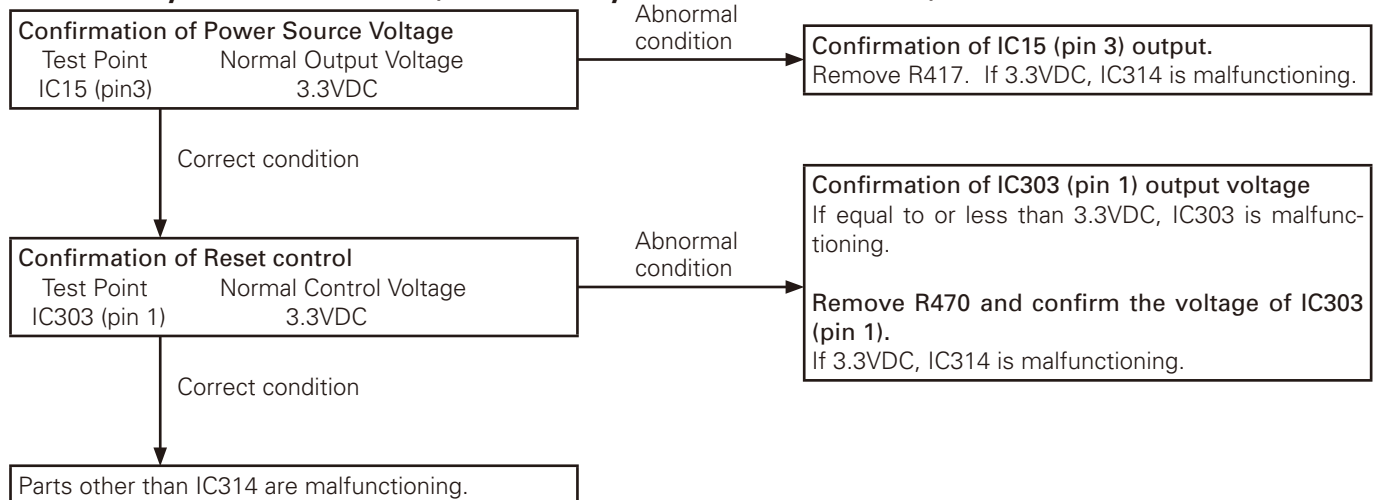 Confirmation of Power Source Voltage
Test Point Normal Output Voltage
IC15 (pin3) 3.3VDC
Abnormal
condition
Confirmation of IC15 (pin 3) output.
Remove R417. If 3.3VDC, IC314 is malfunctioning.
Correct condition
Confirmation of Reset control
Test Point Normal Control Voltage
IC303 (pin 1) 3.3VDC
Abnormal
condition
Confirmation of IC303 (pin 1) output voltage
If equal to or less than 3.3VDC, IC303 is malfunc-
tioning.
Remove R470 and confirm the voltage of IC303
(pin 1).
If 3.3VDC, IC314 is malfunctioning.
Correct condition
Parts other than IC314 are malfunctioning.